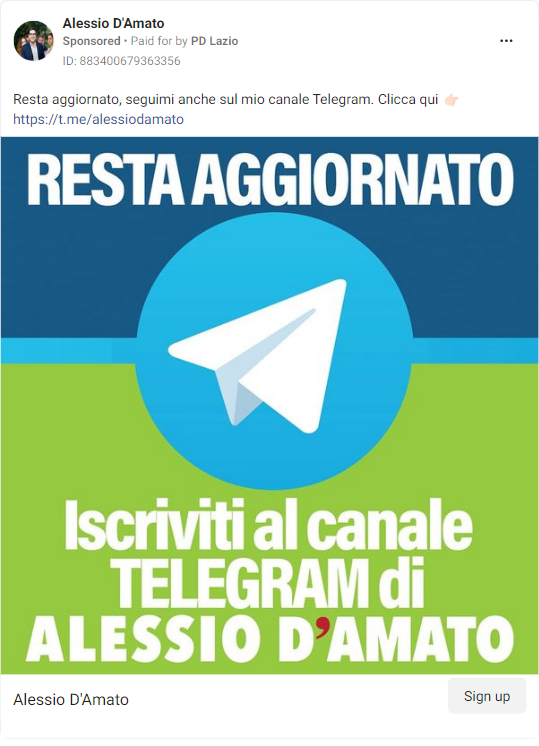 Alessio D'Amato
Sponsored • Paid for by PD Lazio
ID: 883400679363356
Resta aggiornato, seguimi anche sul mio canale Telegram. Clicca qui 👉🏻
https://t.me/alessiodamato
RESTA AGGIORNATO
Iscriviti al canale
TELEGRAM di
ALESSIO D'AMATO
Alessio D'Amato
Sign up